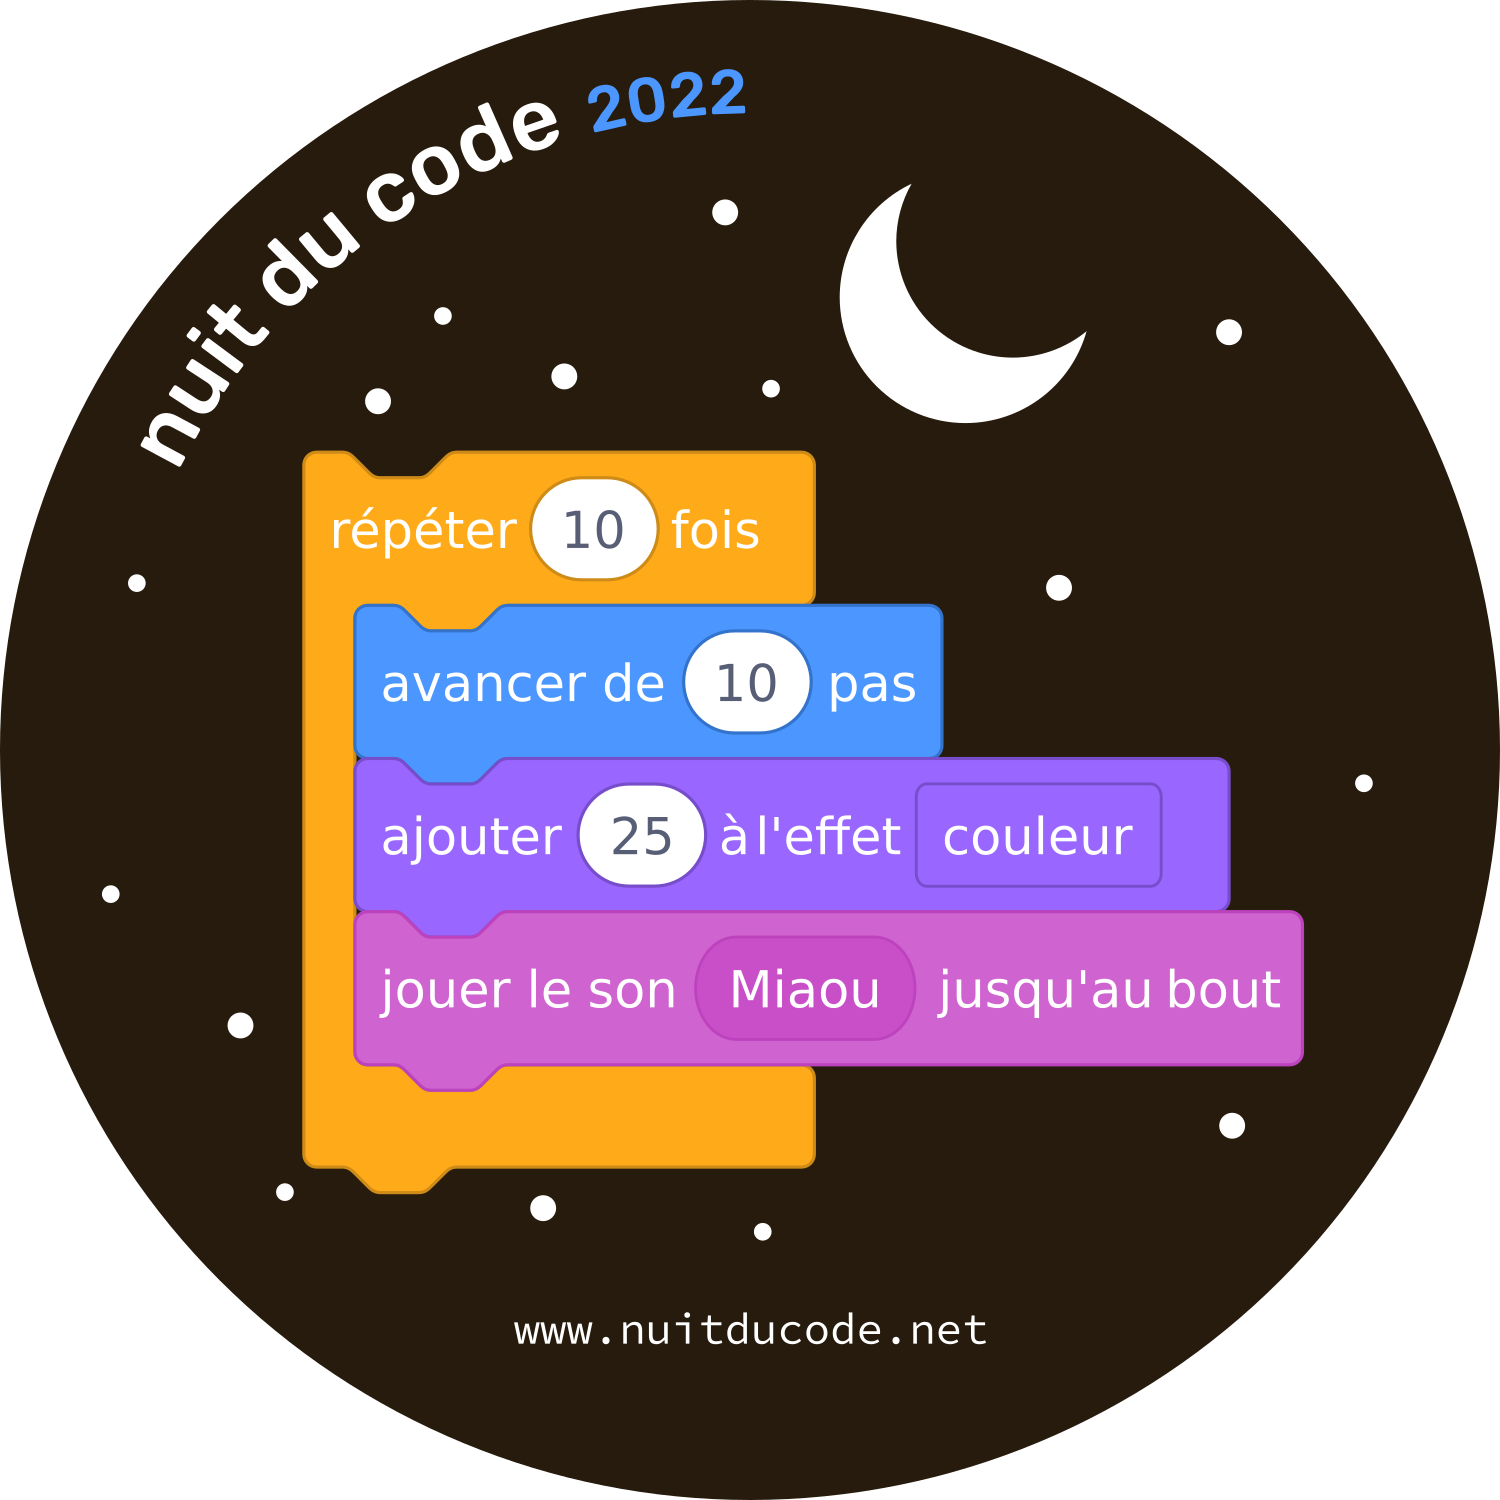 nuit du code 2022
répéter 10 fois
avancer de 10 pas
ajouter 25 à l'effet couleur
jouer le son Miaou jusqu'au bout
www.nuitducode.net